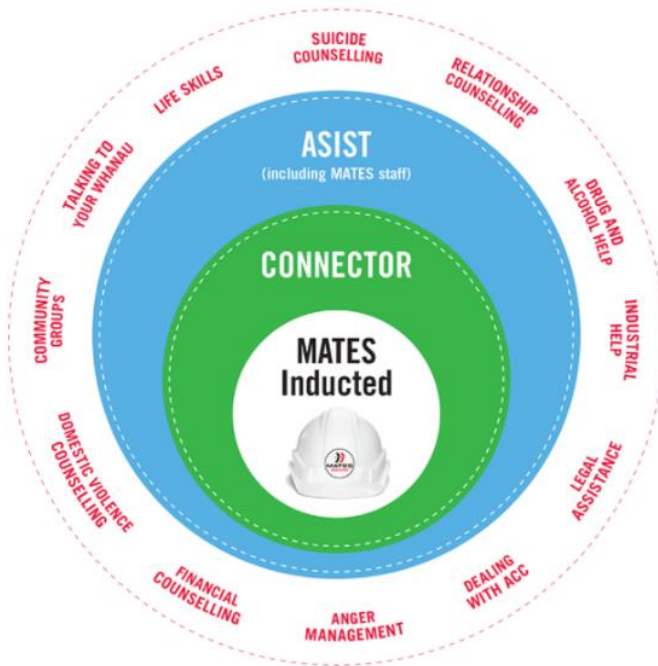 SUICIDE
COUNSELLING
RELATIONSHIP
COUNSELLING
DRUG AND
ALCOHOL HELP
INDUSTRIAL
HELP
LEGAL
ASSISTANCE
DEALING
WITH ACC
ANGER
MANAGEMENT
FINANCIAL
COUNSELLING
DOMESTIC VIOLENCE
COUNSELLING
COMMUNITY
GROUPS
TALKING TO
YOUR WHANAU
LIFE SKILLS
ASIST
(including MATES staff)
CONNECTOR
MATES
Inducted
MATES